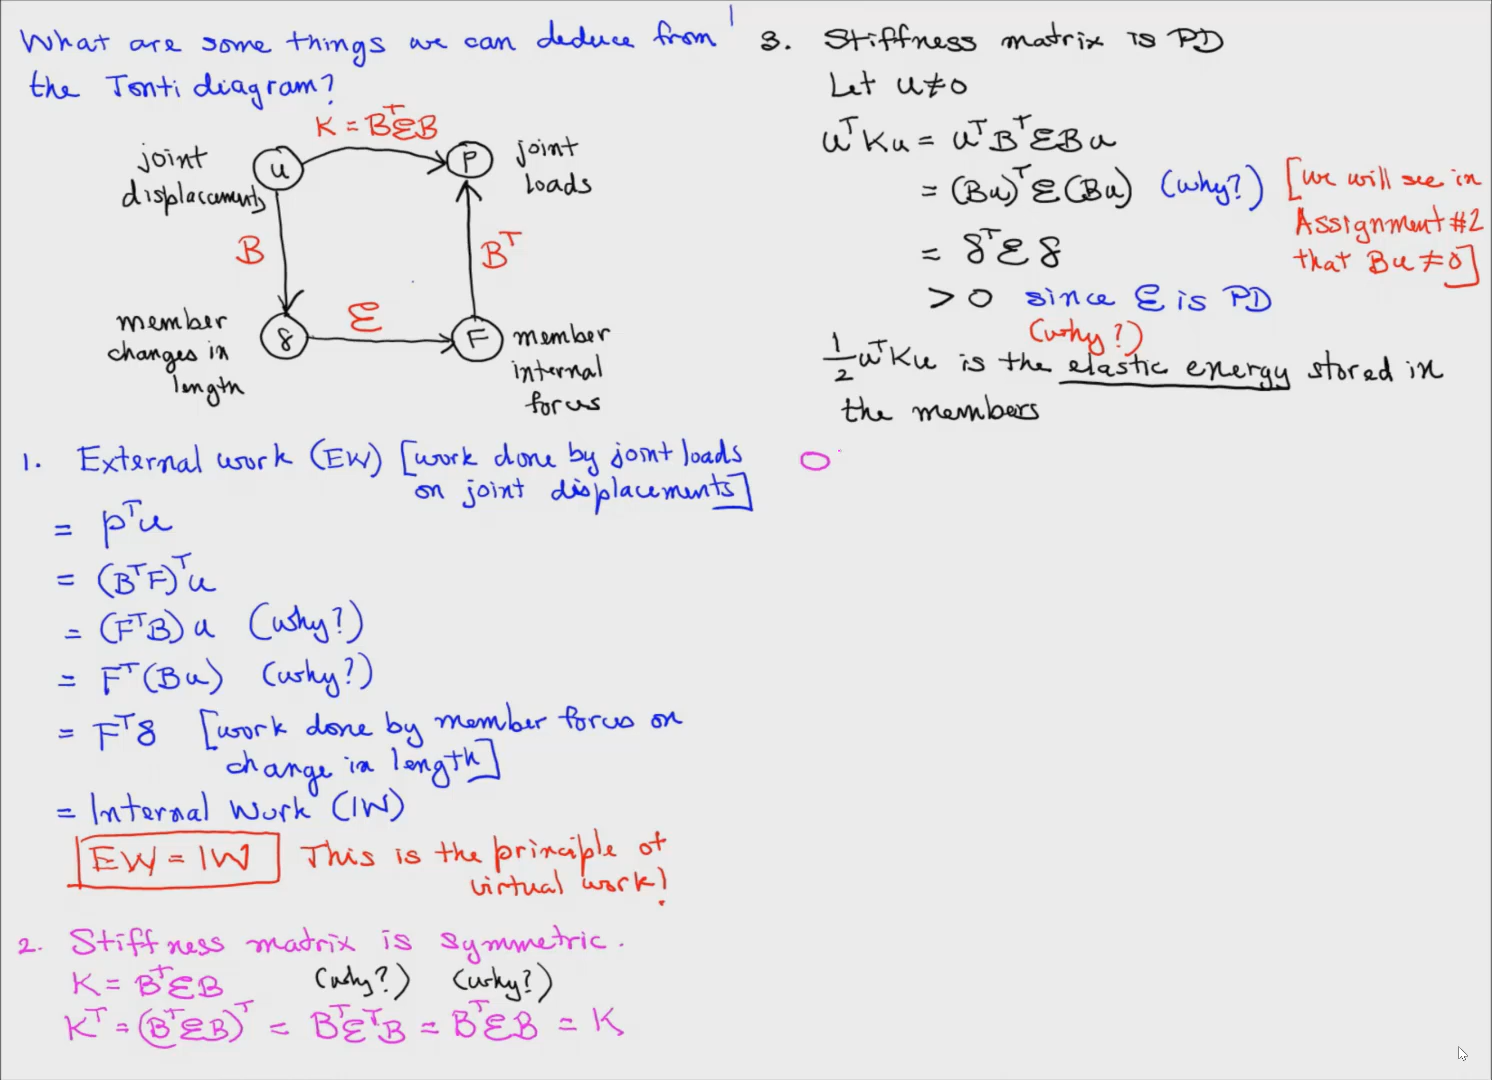 What are some things we can deduce from
the Tonti diagram?
K = BᵀℰB
joint
displacements
u
P
joint
loads
B
Bᵀ
member
changes in
length
δ
ℰ
F
member
internal
forces
1. External work (EW) [work done by joint loads
on joint displacements]
= pᵀu
= (BᵀF)ᵀu
= (FᵀB) u (why?)
= Fᵀ(Bu) (why?)
= Fᵀδ [work done by member forces on
change in length]
= Internal Work (IW)
EW = IW This is the principle of
virtual work!
2. Stiffness matrix is symmetric.
K = BᵀℰB (why?) (why?)
Kᵀ = (BᵀℰB)ᵀ = BᵀℰᵀB = BᵀℰB = K
3. Stiffness matrix is PD
Let u ≠ 0
uᵀKu = uᵀBᵀℰBu
= (Bu)ᵀℰ(Bu) (why?) [we will see in
Assignment #2
that Bu ≠ 0]
= δᵀℰδ
> 0 since ℰ is PD
(why?)
½uᵀKu is the elastic energy stored in
the members